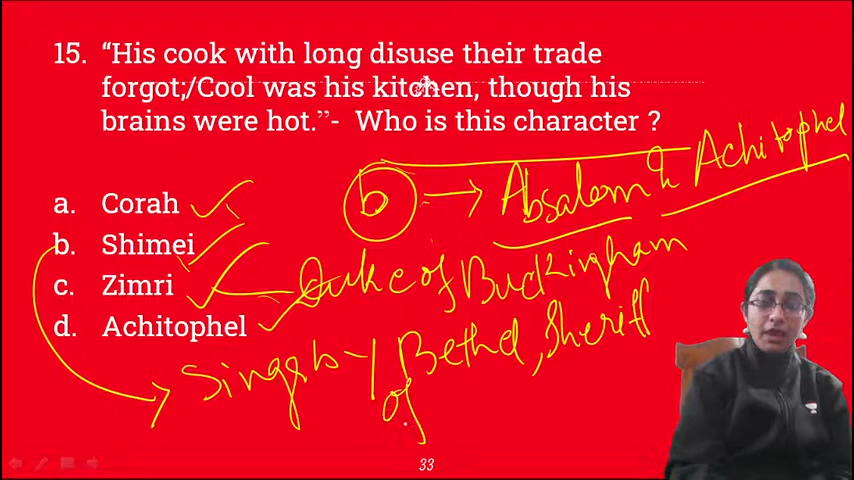 15. “His cook with long disuse their trade
forgot;/Cool was his kitchen, though his
brains were hot.”- Who is this character ?
a. Corah
b. Shimei
c. Zimri
d. Achitophel
b → Absalom & Achitophel
Duke of Buckingham
Bethel, Sheriff
of
33